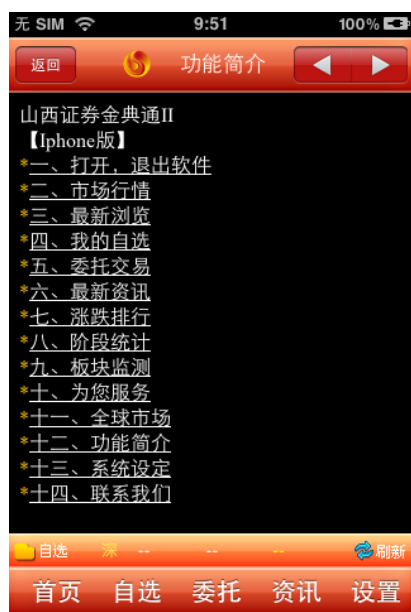 无 SIM 9:51 100%
返回 功能简介
山西证券金典通II
【Iphone版】
*一、打开，退出软件
*二、市场行情
*三、最新浏览
*四、我的自选
*五、委托交易
*六、最新资讯
*七、涨跌排行
*八、阶段统计
*九、板块监测
*十、为您服务
*十一、全球市场
*十二、功能简介
*十三、系统设定
*十四、联系我们
自选 深 -- -- -- 刷新
首页 自选 委托 资讯 设置